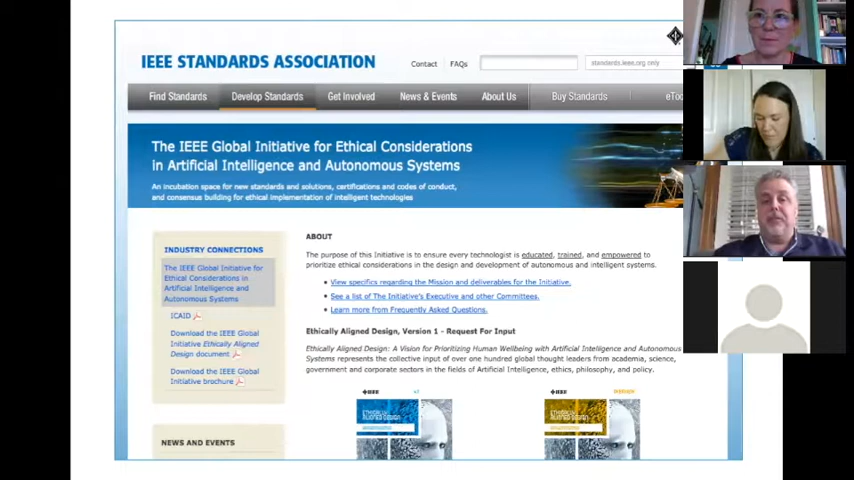 IEEE STANDARDS ASSOCIATION
Contact
FAQs
standards.ieee.org only
Find Standards
Develop Standards
Get Involved
News & Events
About Us
Buy Standards
The IEEE Global Initiative for Ethical Considerations
in Artificial Intelligence and Autonomous Systems
An incubation space for new standards and solutions, certifications and codes of conduct,
and consensus building for ethical implementation of intelligent technologies
INDUSTRY CONNECTIONS
The IEEE Global Initiative for
Ethical Considerations in
Artificial Intelligence and
Autonomous Systems
ICAID
Download the IEEE Global
Initiative Ethically Aligned
Design document
Download the IEEE Global
Initiative brochure
NEWS AND EVENTS
ABOUT
The purpose of this Initiative is to ensure every technologist is educated, trained, and empowered to
prioritize ethical considerations in the design and development of autonomous and intelligent systems.
• View specifics regarding the Mission and deliverables for the Initiative.
• See a list of The Initiative's Executive and other Committees.
• Learn more from Frequently Asked Questions.
Ethically Aligned Design, Version 1 - Request For Input
Ethically Aligned Design: A Vision for Prioritizing Human Wellbeing with Artificial Intelligence and Autonomous
Systems represents the collective input of over one hundred global thought leaders from academia, science,
government and corporate sectors in the fields of Artificial Intelligence, ethics, philosophy, and policy.
IEEE
IEEE
ETHICALLY
ALIGNED DESIGN
ETHICALLY
ALIGNED DESIGN